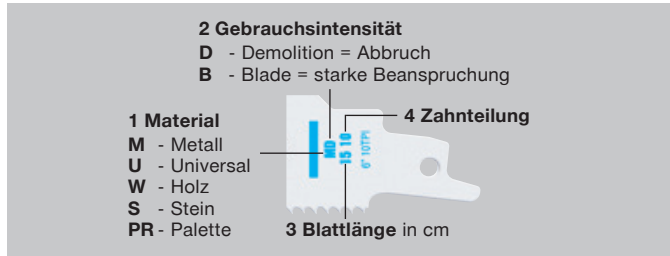 2 Gebrauchsintensität
D - Demolition = Abbruch
B - Blade = starke Beanspruchung
1 Material
M - Metall
U - Universal
W - Holz
S - Stein
PR - Palette
4 Zahnteilung
MD
15 10
6" 10TPI
3 Blattlänge in cm